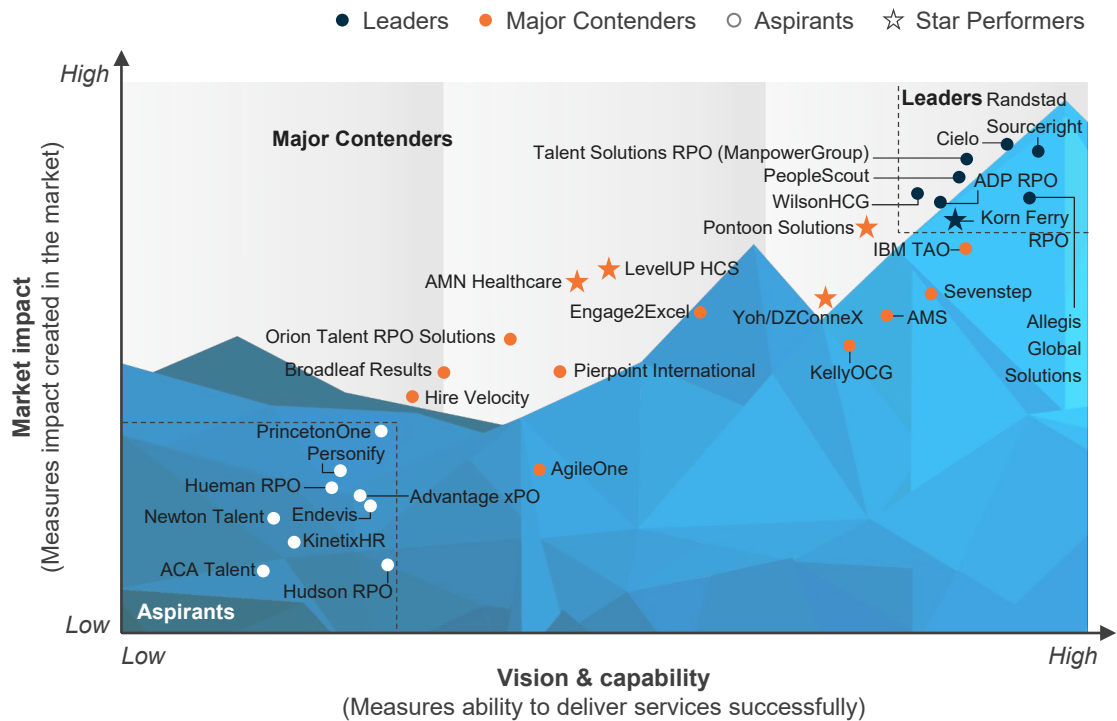 Leaders
Major Contenders
Aspirants
Star Performers
High
Leaders
Randstad
Sourceright
Major Contenders
Cielo
Talent Solutions RPO (ManpowerGroup)
PeopleScout
ADP RPO
WilsonHCG
Korn Ferry
RPO
Pontoon Solutions
IBM TAO
LevelUP HCS
AMN Healthcare
Sevenstep
Engage2Excel
Yoh/DZConneX
AMS
Allegis
Global
Solutions
Orion Talent RPO Solutions
KellyOCG
Broadleaf Results
Pierpoint International
Hire Velocity
PrincetonOne
Personify
AgileOne
Hueman RPO
Advantage xPO
Endevis
Newton Talent
KinetixHR
ACA Talent
Hudson RPO
Aspirants
Low
Market impact
(Measures impact created in the market)
Low
High
Vision & capability
(Measures ability to deliver services successfully)